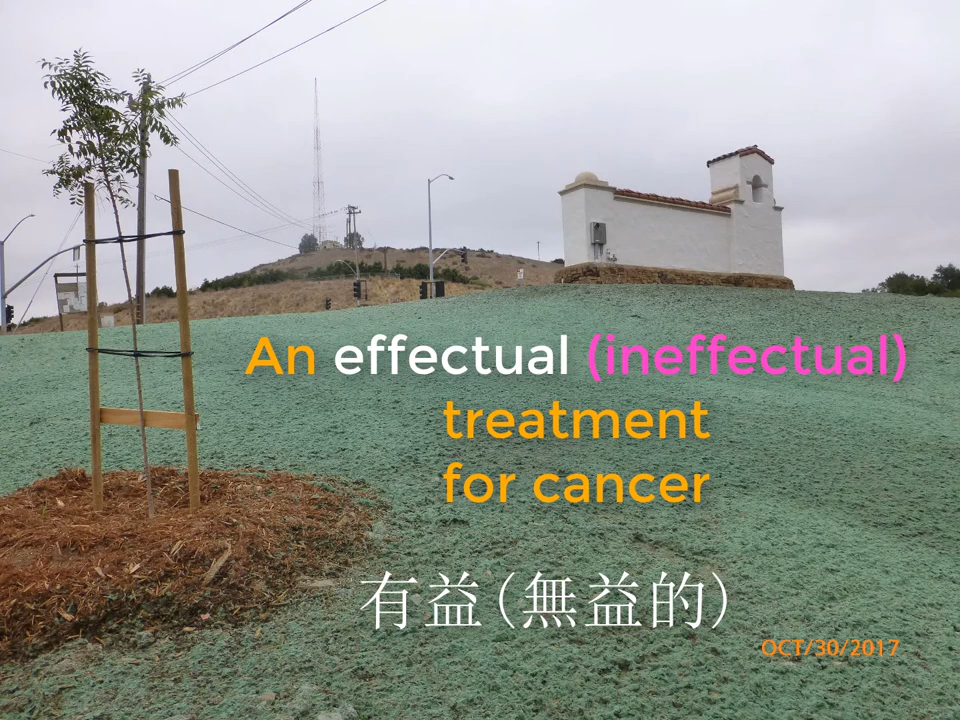 An effectual (ineffectual)
treatment
for cancer
有益(無益的)
OCT/30/2017